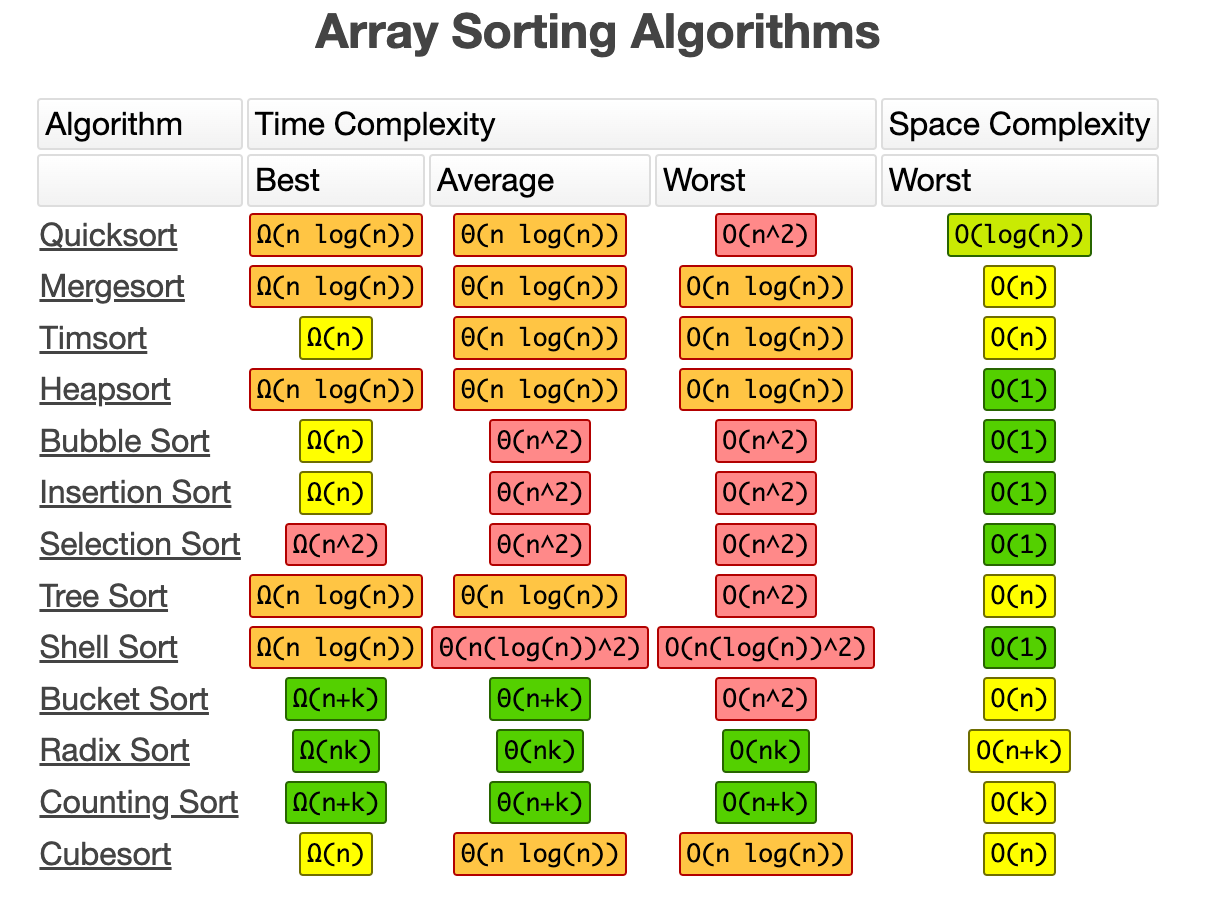 Array Sorting Algorithms
Algorithm Time Complexity Space Complexity
Best Average Worst Worst
Quicksort Ω(n log(n)) Θ(n log(n)) O(n^2) O(log(n))
Mergesort Ω(n log(n)) Θ(n log(n)) O(n log(n)) O(n)
Timsort Ω(n) Θ(n log(n)) O(n log(n)) O(n)
Heapsort Ω(n log(n)) Θ(n log(n)) O(n log(n)) O(1)
Bubble Sort Ω(n) Θ(n^2) O(n^2) O(1)
Insertion Sort Ω(n) Θ(n^2) O(n^2) O(1)
Selection Sort Ω(n^2) Θ(n^2) O(n^2) O(1)
Tree Sort Ω(n log(n)) Θ(n log(n)) O(n^2) O(n)
Shell Sort Ω(n log(n)) Θ(n(log(n))^2) O(n(log(n))^2) O(1)
Bucket Sort Ω(n+k) Θ(n+k) O(n^2) O(n)
Radix Sort Ω(nk) Θ(nk) O(nk) O(n+k)
Counting Sort Ω(n+k) Θ(n+k) O(n+k) O(k)
Cubesort Ω(n) Θ(n log(n)) O(n log(n)) O(n)